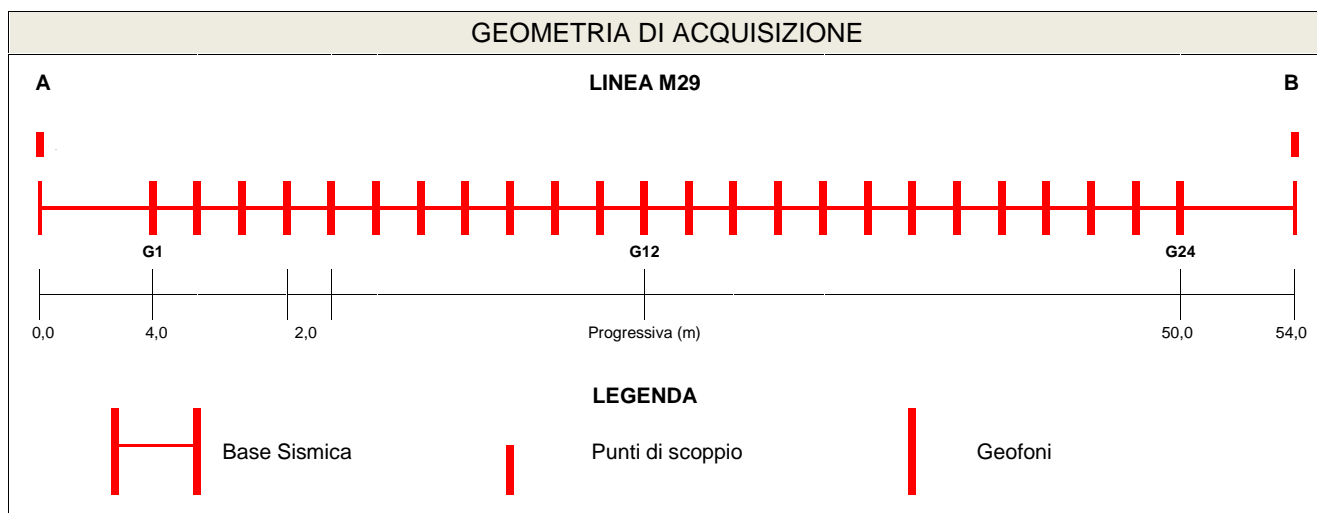 GEOMETRIA DI ACQUISIZIONE
A LINEA M29 B
G1 G12 G24
0,0 4,0 2,0 Progressiva (m) 50,0 54,0
LEGENDA
Base Sismica Punti di scoppio Geofoni